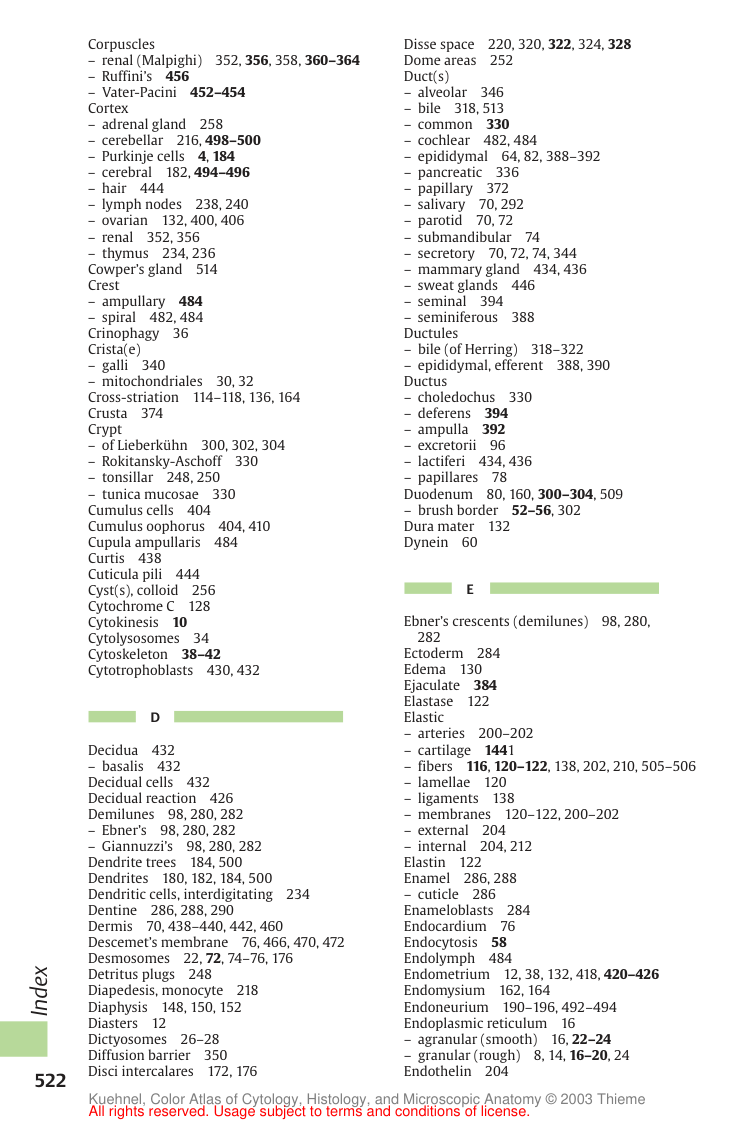 Corpuscles
– renal (Malpighi) 352, 356, 358, 360–364
– Ruffini's 456
– Vater-Pacini 452–454
Cortex
– adrenal gland 258
– cerebellar 216, 498–500
– Purkinje cells 4, 184
– cerebral 182, 494–496
– hair 444
– lymph nodes 238, 240
– ovarian 132, 400, 406
– renal 352, 356
– thymus 234, 236
Cowper's gland 514
Crest
– ampullary 484
– spiral 482, 484
Crinophagy 36
Crista(e)
– galli 340
– mitochondriales 30, 32
Cross-striation 114–118, 136, 164
Crusta 374
Crypt
– of Lieberkühn 300, 302, 304
– Rokitansky-Aschoff 330
– tonsillar 248, 250
– tunica mucosae 330
Cumulus cells 404
Cumulus oophorus 404, 410
Cupula ampullaris 484
Curtis 438
Cuticula pili 444
Cyst(s), colloid 256
Cytochrome C 128
Cytokinesis 10
Cytolysosomes 34
Cytoskeleton 38–42
Cytotrophoblasts 430, 432
D
Decidua 432
– basalis 432
Decidual cells 432
Decidual reaction 426
Demilunes 98, 280, 282
– Ebner's 98, 280, 282
– Giannuzzi's 98, 280, 282
Dendrite trees 184, 500
Dendrites 180, 182, 184, 500
Dendritic cells, interdigitating 234
Dentine 286, 288, 290
Dermis 70, 438–440, 442, 460
Descemet's membrane 76, 466, 470, 472
Desmosomes 22, 72, 74–76, 176
Detritus plugs 248
Diapedesis, monocyte 218
Diaphysis 148, 150, 152
Diasters 12
Dictyosomes 26–28
Diffusion barrier 350
Disci intercalares 172, 176
Disse space 220, 320, 322, 324, 328
Dome areas 252
Duct(s)
– alveolar 346
– bile 318, 513
– common 330
– cochlear 482, 484
– epididymal 64, 82, 388–392
– pancreatic 336
– papillary 372
– salivary 70, 292
– parotid 70, 72
– submandibular 74
– secretory 70, 72, 74, 344
– mammary gland 434, 436
– sweat glands 446
– seminal 394
– seminiferous 388
Ductules
– bile (of Herring) 318–322
– epididymal, efferent 388, 390
Ductus
– choledochus 330
– deferens 394
– ampulla 392
– excretorii 96
– lactiferi 434, 436
– papillares 78
Duodenum 80, 160, 300–304, 509
– brush border 52–56, 302
Dura mater 132
Dynein 60
E
Ebner's crescents (demilunes) 98, 280,
282
Ectoderm 284
Edema 130
Ejaculate 384
Elastase 122
Elastic
– arteries 200–202
– cartilage 1441
– fibers 116, 120–122, 138, 202, 210, 505–506
– lamellae 120
– ligaments 138
– membranes 120–122, 200–202
– external 204
– internal 204, 212
Elastin 122
Enamel 286, 288
– cuticle 286
Enameloblasts 284
Endocardium 76
Endocytosis 58
Endolymph 484
Endometrium 12, 38, 132, 418, 420–426
Endomysium 162, 164
Endoneurium 190–196, 492–494
Endoplasmic reticulum 16
– agranular (smooth) 16, 22–24
– granular (rough) 8, 14, 16–20, 24
Endothelin 204
Index
522
Kuehnel, Color Atlas of Cytology, Histology, and Microscopic Anatomy © 2003 Thieme
All rights reserved. Usage subject to terms and conditions of license.